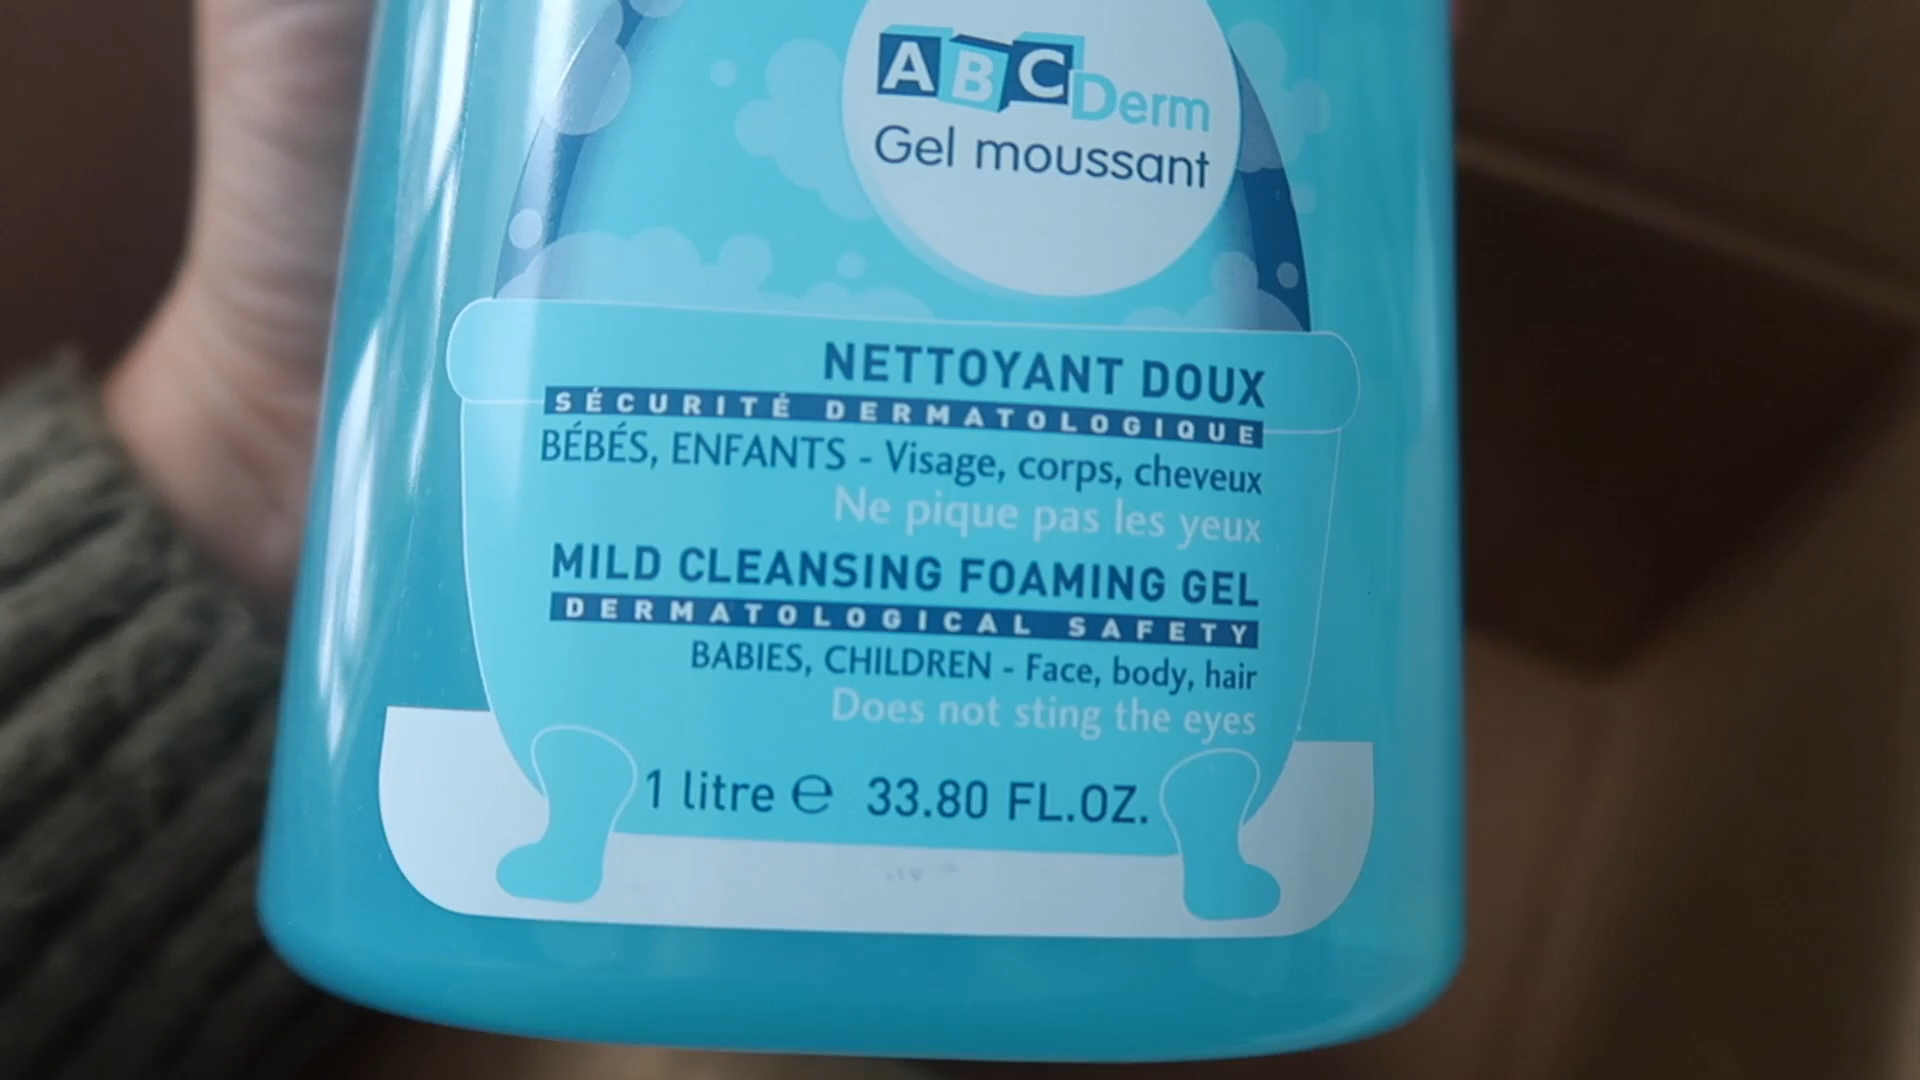 ABCDerm
Gel moussant
NETTOYANT DOUX
SÉCURITÉ DERMATOLOGIQUE
BÉBÉS, ENFANTS - Visage, corps, cheveux
Ne pique pas les yeux
MILD CLEANSING FOAMING GEL
DERMATOLOGICAL SAFETY
BABIES, CHILDREN - Face, body, hair
Does not sting the eyes
1 litre ℮ 33.80 FL.OZ.